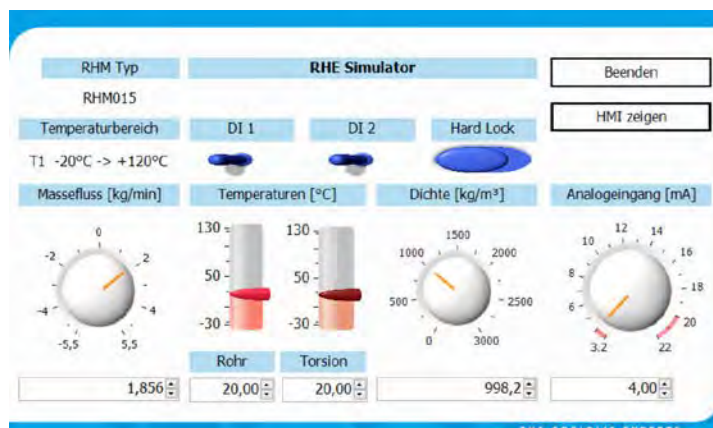 RHM Typ
RHE Simulator
Beenden
RHM015
HMI zeigen
Temperaturbereich
DI 1
DI 2
Hard Lock
T1 -20°C -> +120°C
Massefluss [kg/min]
Temperaturen [°C]
Dichte [kg/m³]
Analogeingang [mA]
0
-2
2
-4
4
-5,5
5,5
130
50
-30
130
50
-30
1500
1000
2000
500
2500
0
3000
12
14
10
16
8
18
6
20
3.2
22
Rohr
Torsion
1,856
20,00
20,00
998,2
4,00